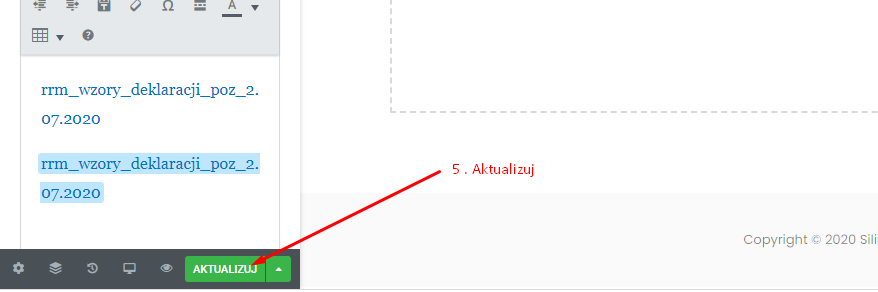 A
rrm_wzory_deklaracji_poz_2.
07.2020
rrm_wzory_deklaracji_poz_2.
07.2020
5 . Aktualizuj
Copyright © 2020 Sili
AKTUALIZUJ